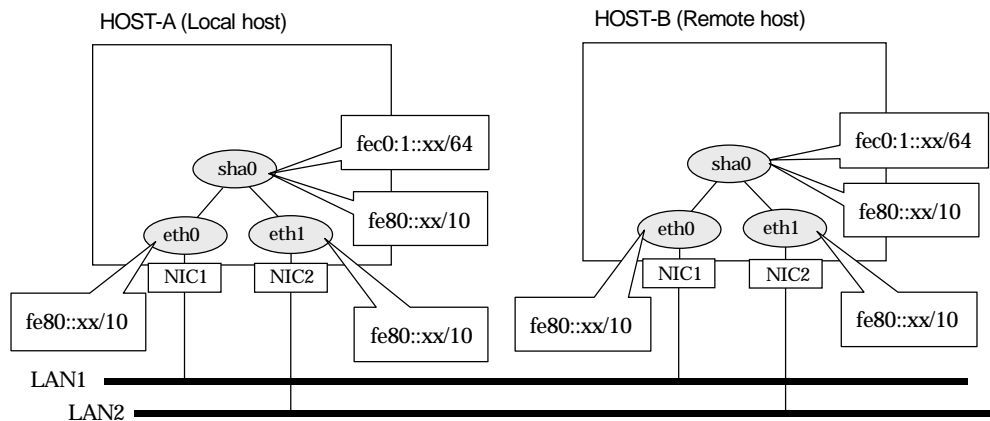 HOST-A (Local host)
HOST-B (Remote host)
fec0:1::xx/64
sha0
fe80::xx/10
eth0
eth1
NIC1
NIC2
fe80::xx/10
fe80::xx/10
fec0:1::xx/64
sha0
fe80::xx/10
eth0
eth1
NIC1
NIC2
fe80::xx/10
fe80::xx/10
LAN1
LAN2